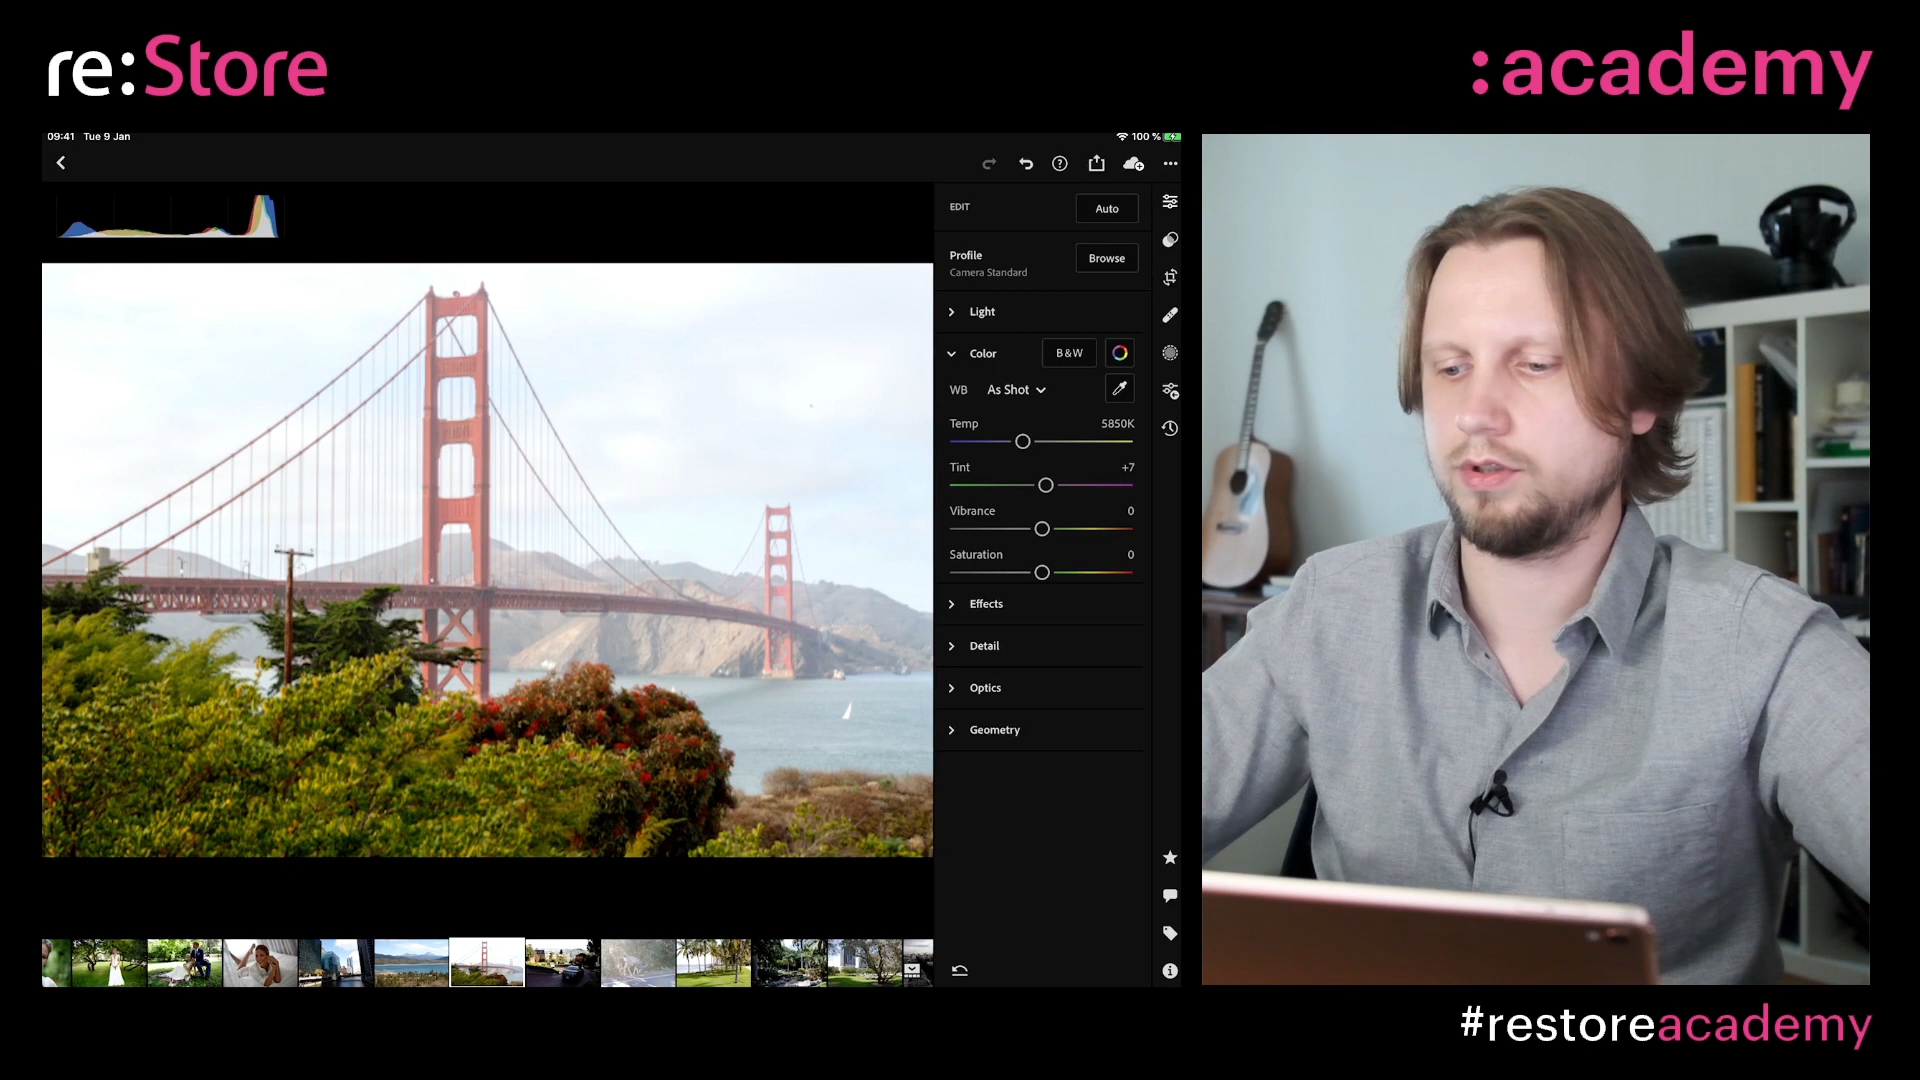 re:Store
:academy
09:41 Tue 9 Jan
100 %
EDIT
Auto
Profile
Camera Standard
Browse
Light
Color
B&W
WB As Shot
Temp 5850K
Tint +7
Vibrance 0
Saturation 0
Effects
Detail
Optics
Geometry
#restoreacademy